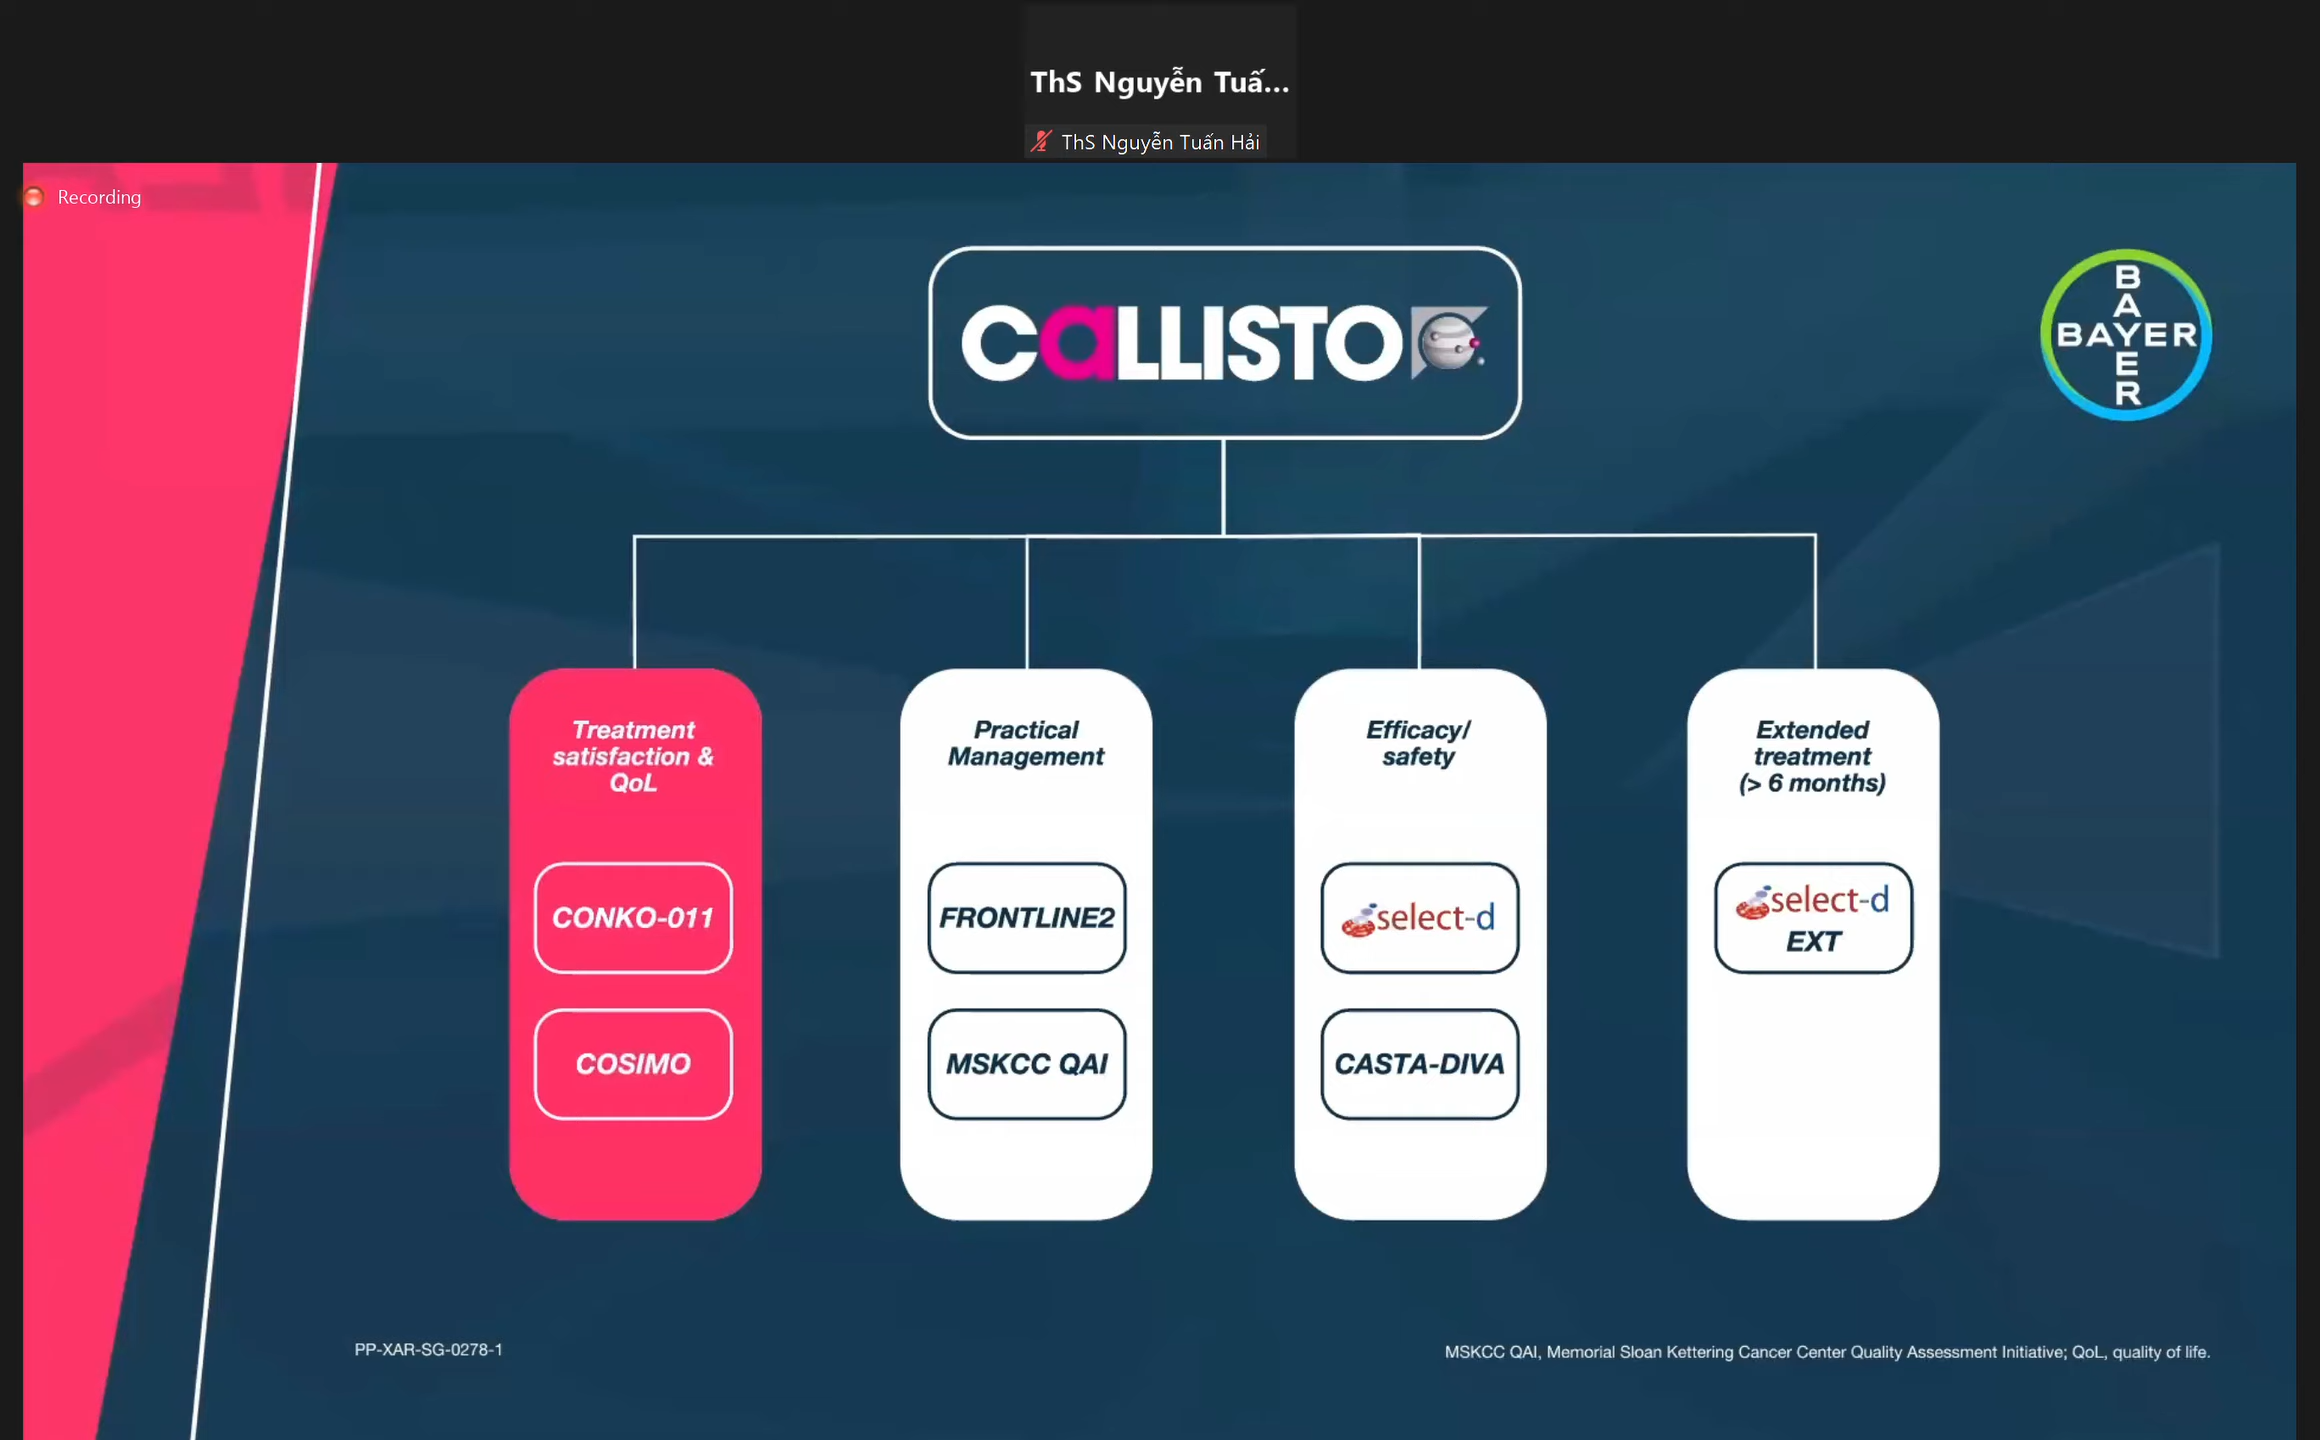 ThS Nguyễn Tuấ...
ThS Nguyễn Tuấn Hải
Recording
CaLLISTO
BAYER
BAYER
Treatment
satisfaction &
QoL
CONKO-011
COSIMO
Practical
Management
FRONTLINE2
MSKCC QAI
Efficacy/
safety
select-d
CASTA-DIVA
Extended
treatment
(> 6 months)
select-d
EXT
PP-XAR-SG-0278-1
MSKCC QAI, Memorial Sloan Kettering Cancer Center Quality Assessment Initiative; QoL, quality of life.